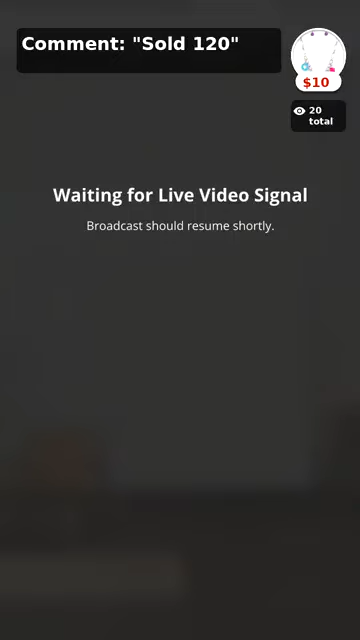 Comment: "Sold 120"
$10
20
total
Waiting for Live Video Signal
Broadcast should resume shortly.